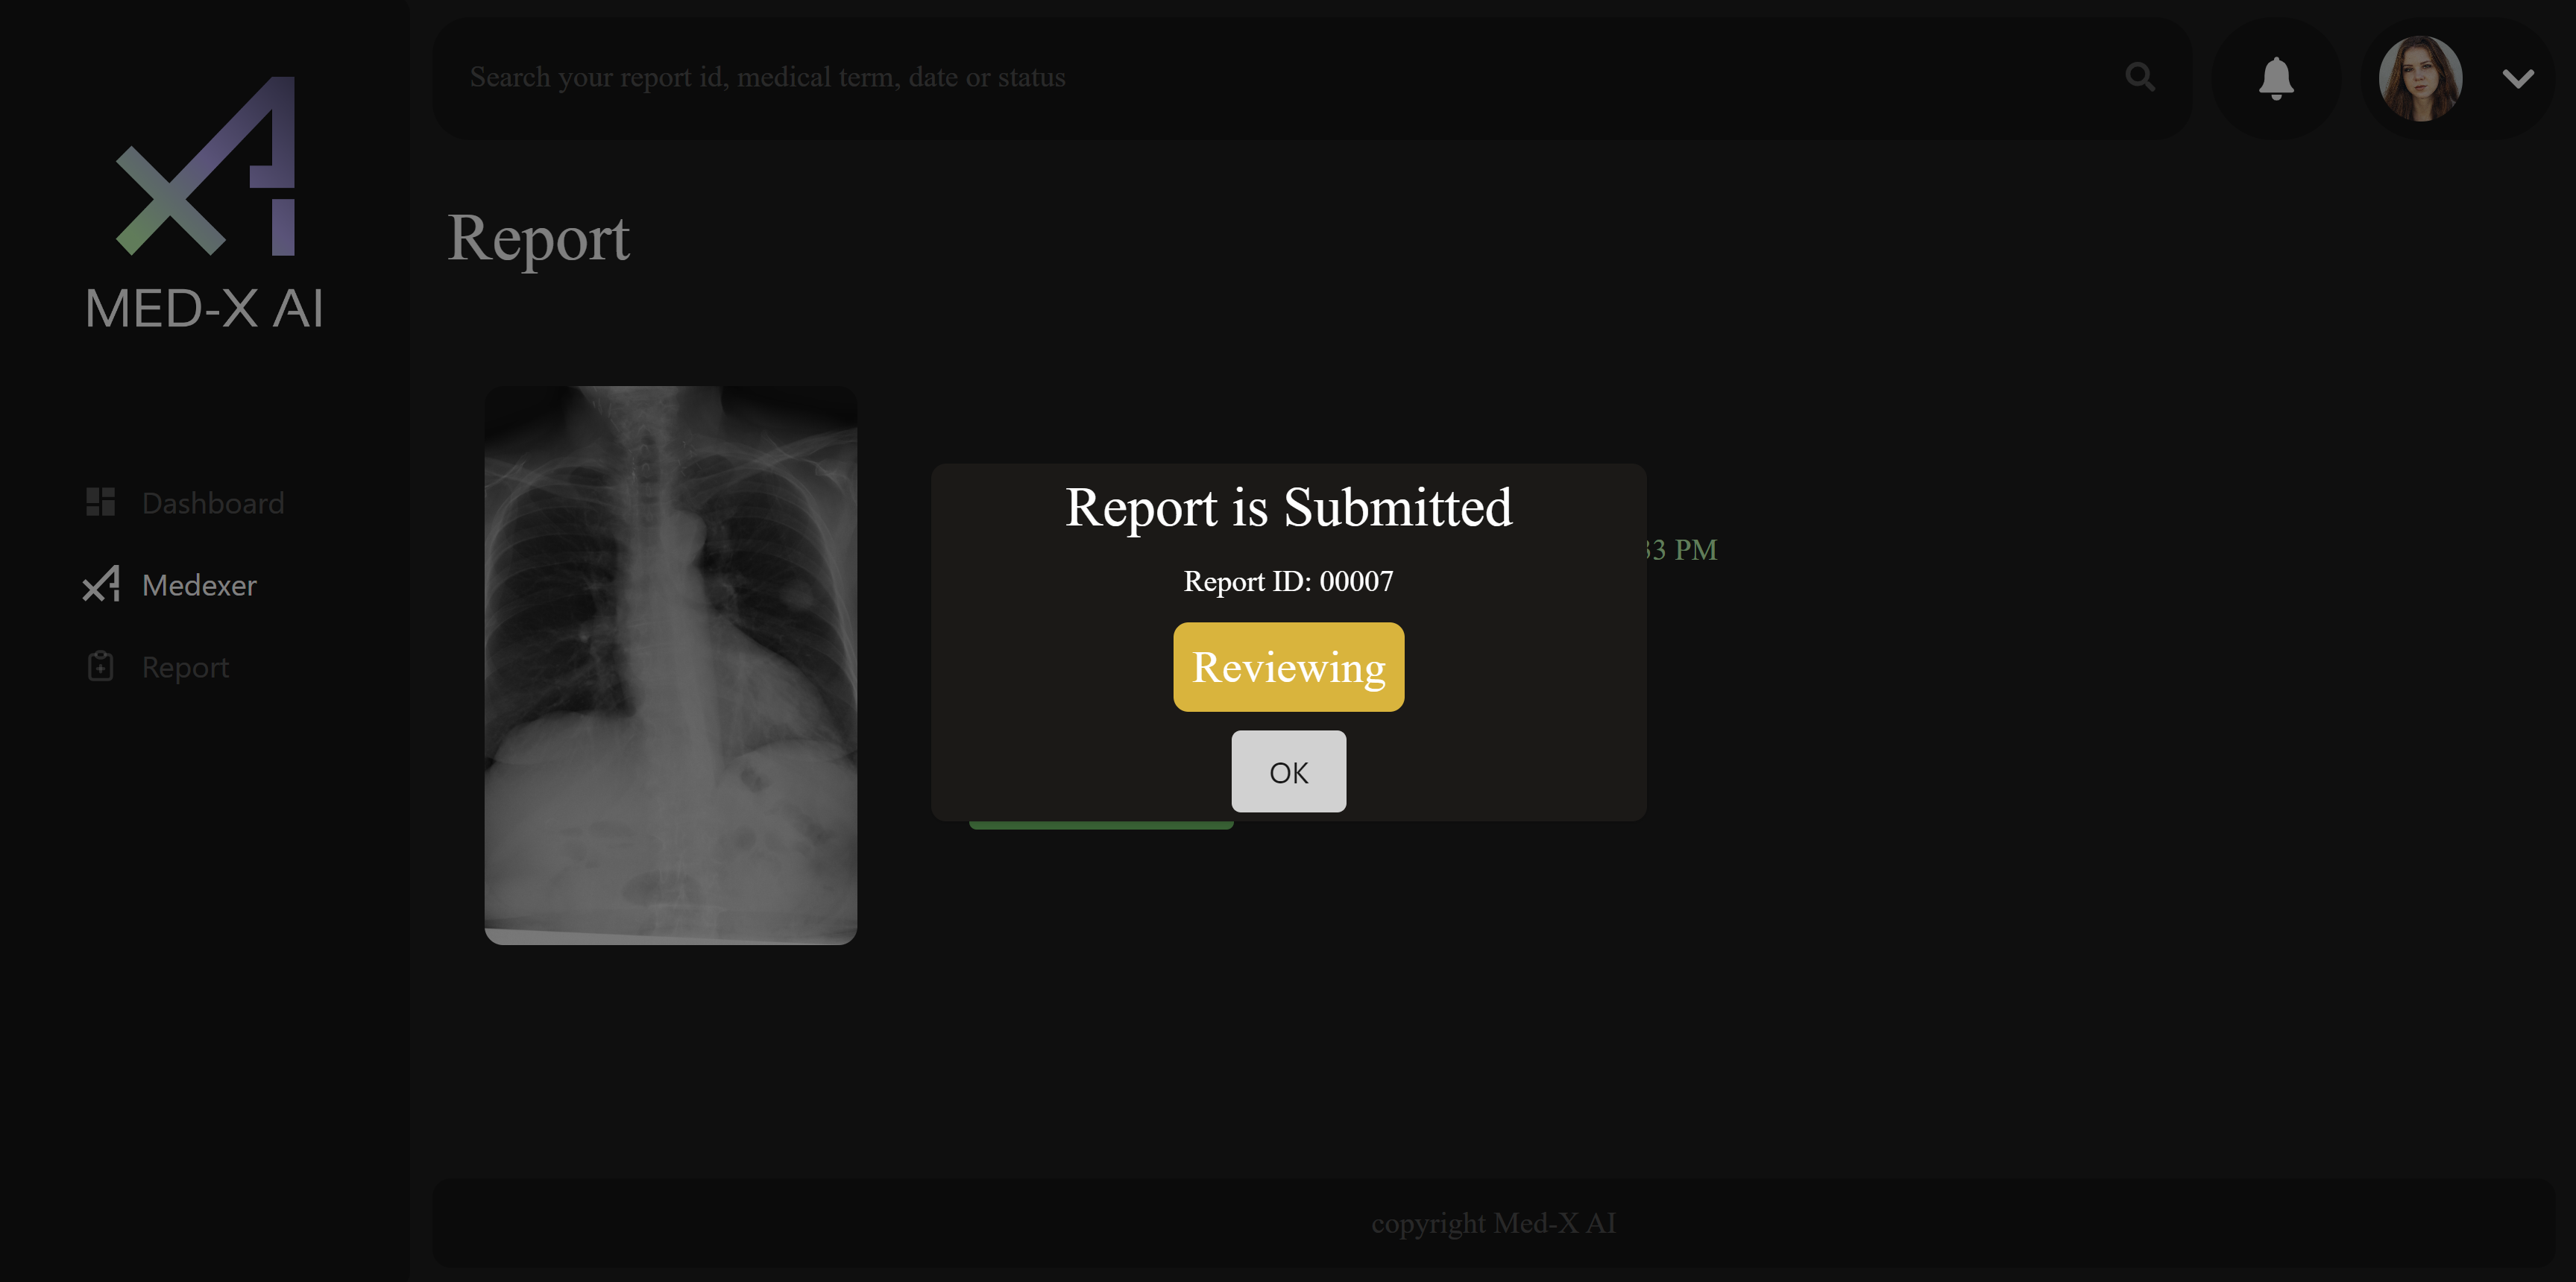 MED-X AI
Dashboard
Medexer
Report
Search your report id, medical term, date or status
Report
Report is Submitted
Report ID: 00007
Reviewing
OK
33 PM
copyright Med-X AI